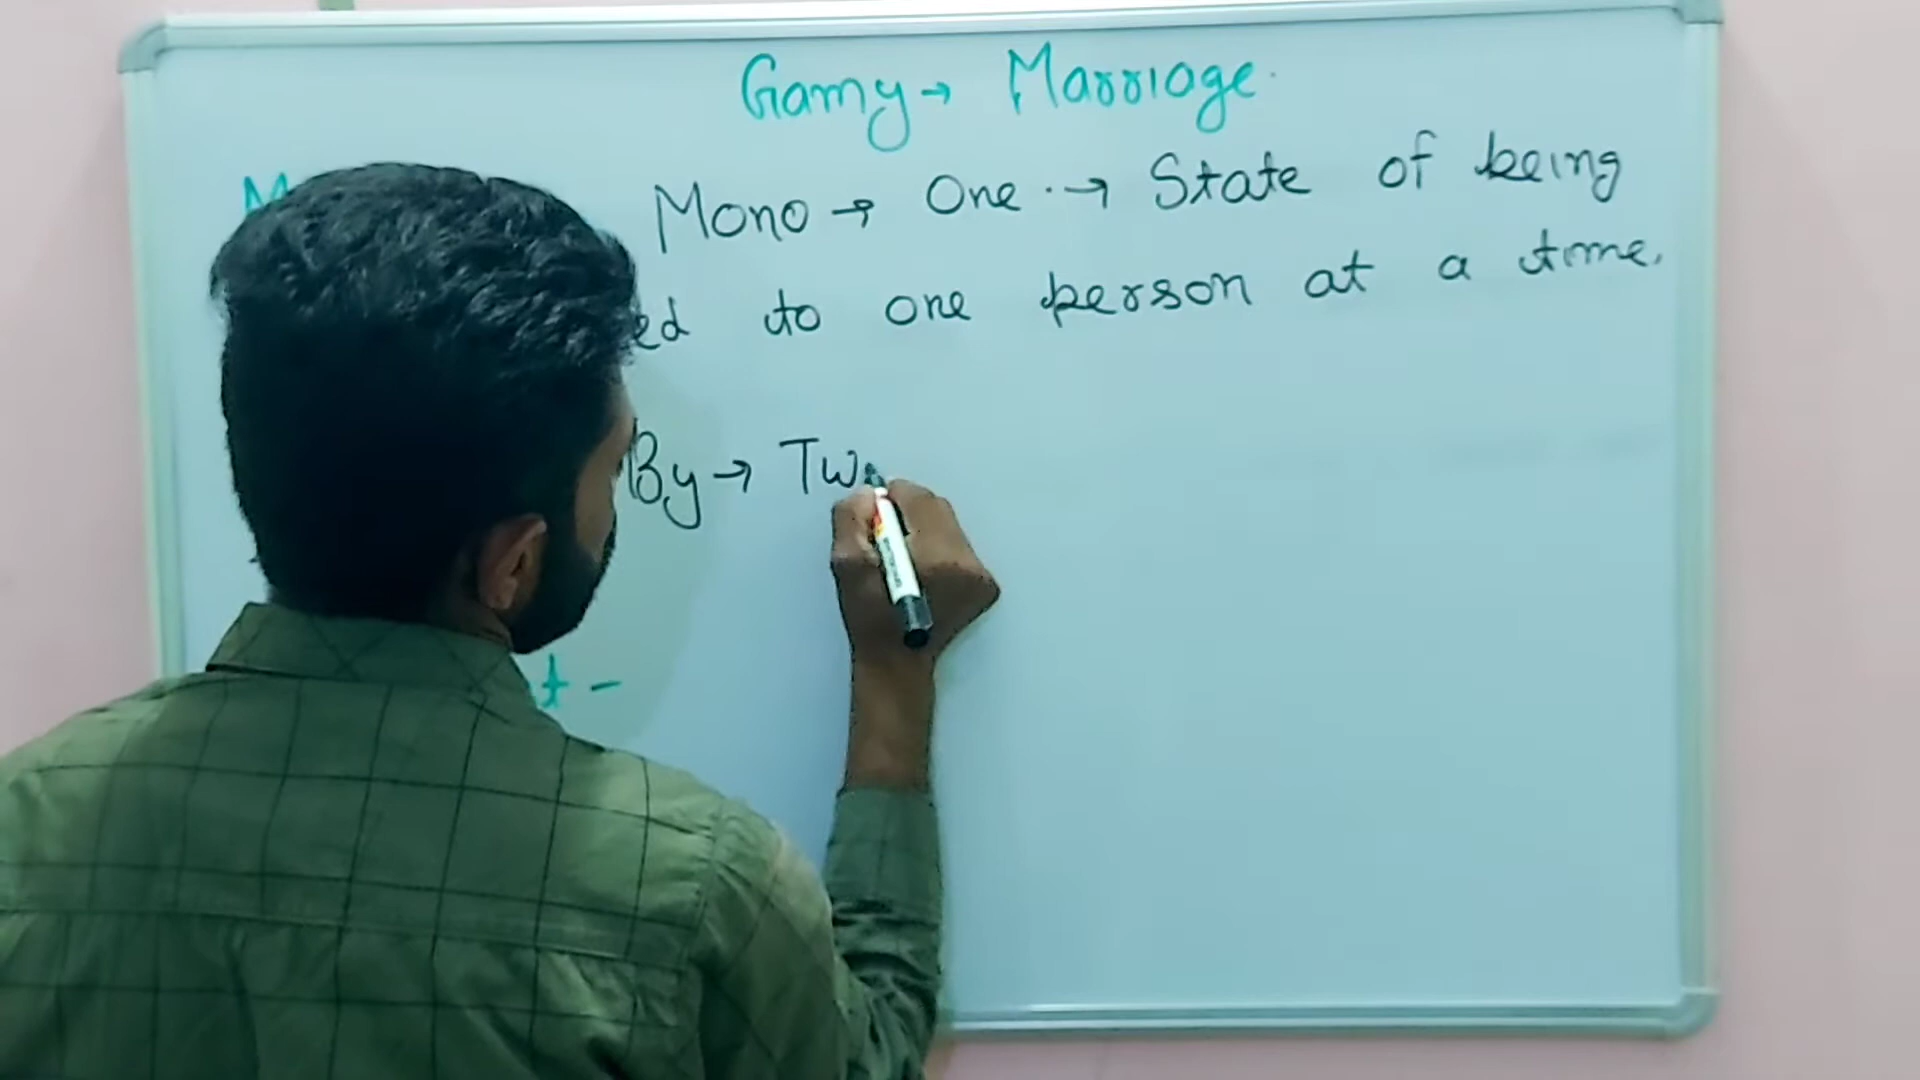 Gamy → Marriage.
M Mono → One . → State of being
ed to one person at a time.
By → Tw
t -